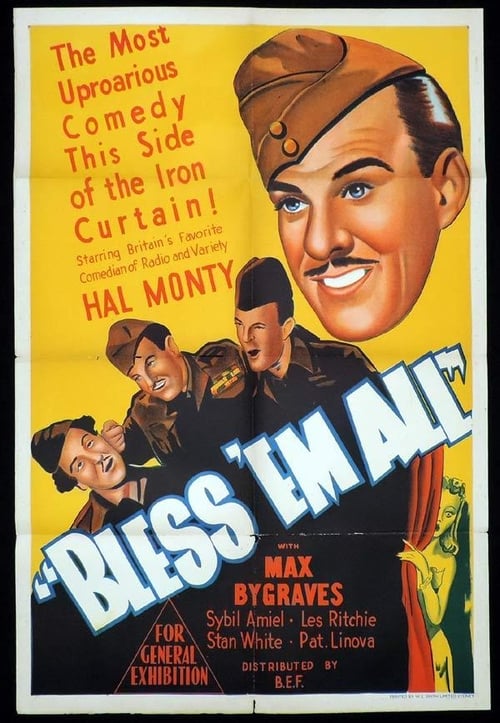 The Most
Uproarious
Comedy
This Side
of the Iron
Curtain!
Starring Britain's Favorite
Comedian of Radio and Variety
HAL MONTY
"BLESS 'EM ALL"
WITH
MAX
BYGRAVES
Sybil Amiel · Les Ritchie
Stan White · Pat. Linova
DISTRIBUTED BY
B.E.F.
FOR
GENERAL
EXHIBITION